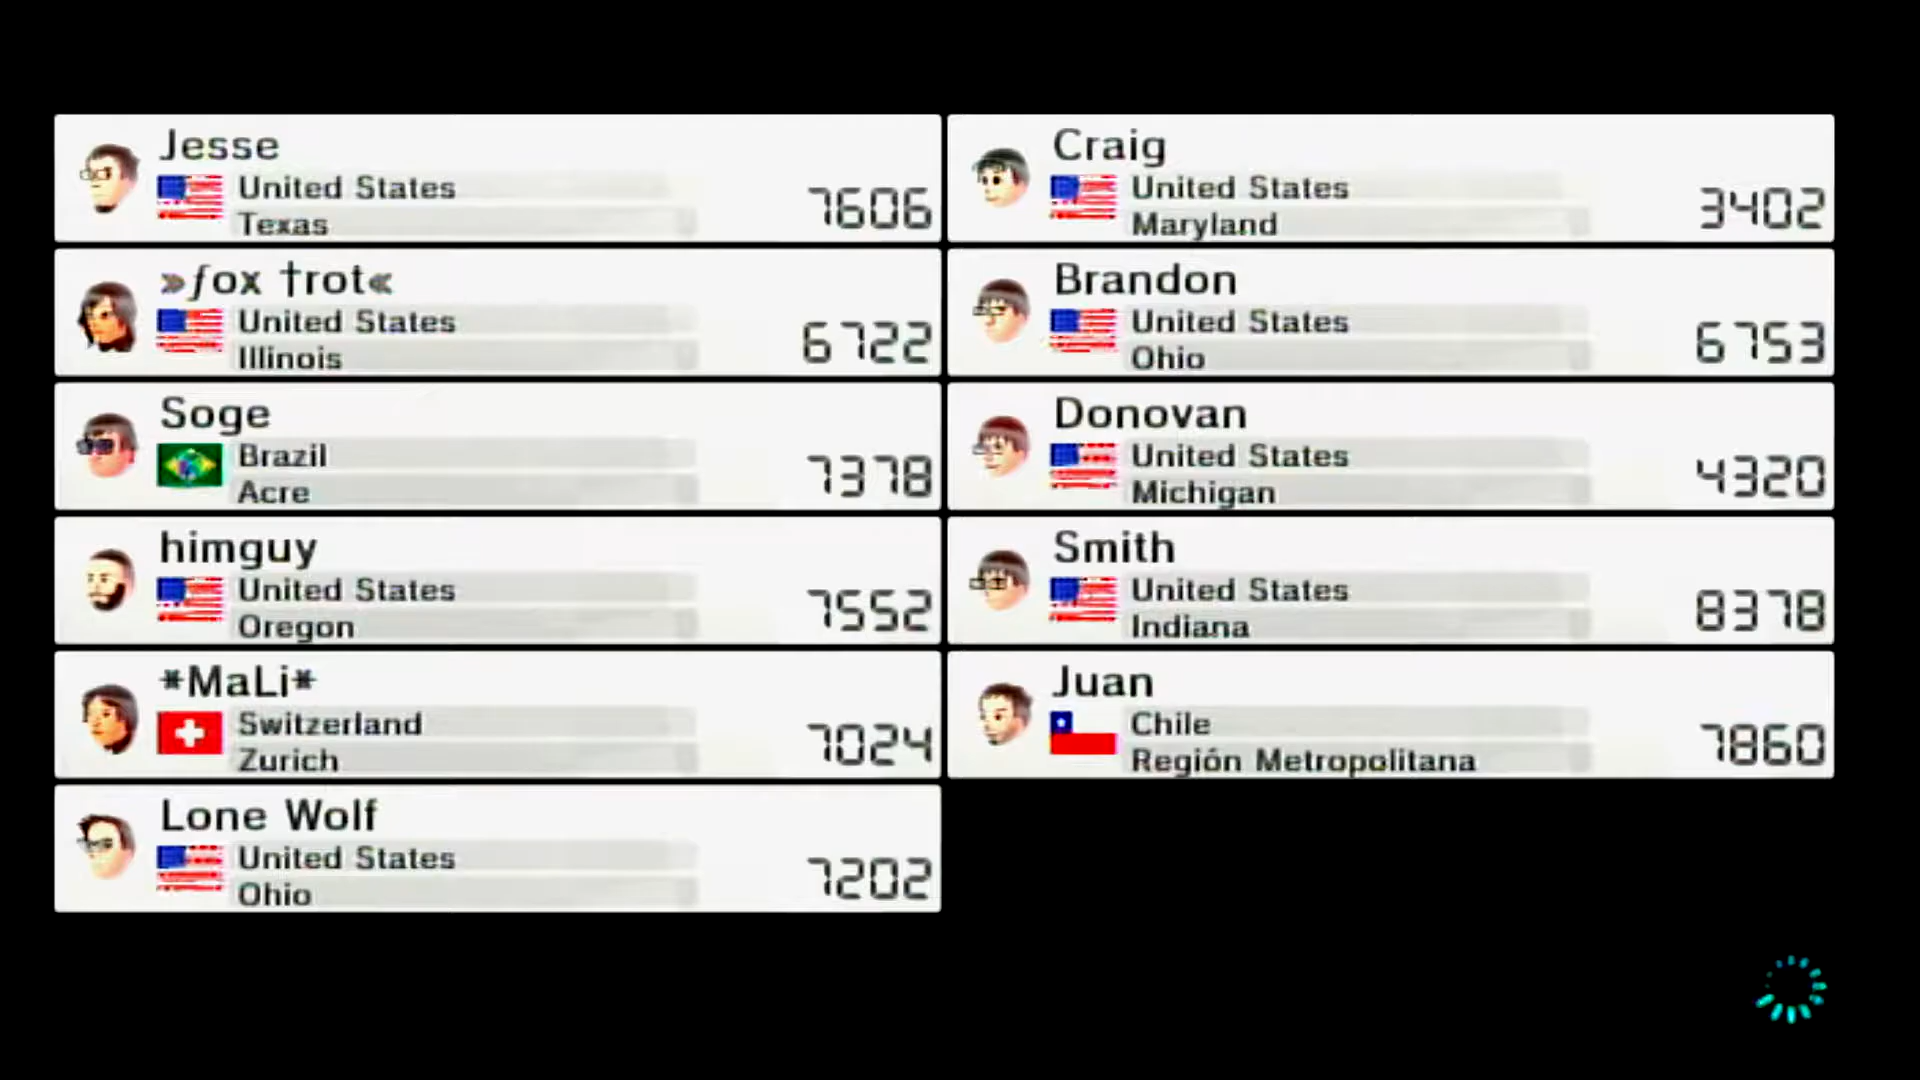 Jesse
United States
Texas
7606
Craig
United States
Maryland
3402
»ƒox †rot«
United States
Illinois
6722
Brandon
United States
Ohio
6753
Soge
Brazil
Acre
7378
Donovan
United States
Michigan
4320
himguy
United States
Oregon
7552
Smith
United States
Indiana
8378
*MaLi*
Switzerland
Zurich
7024
Juan
Chile
Región Metropolitana
7860
Lone Wolf
United States
Ohio
7202